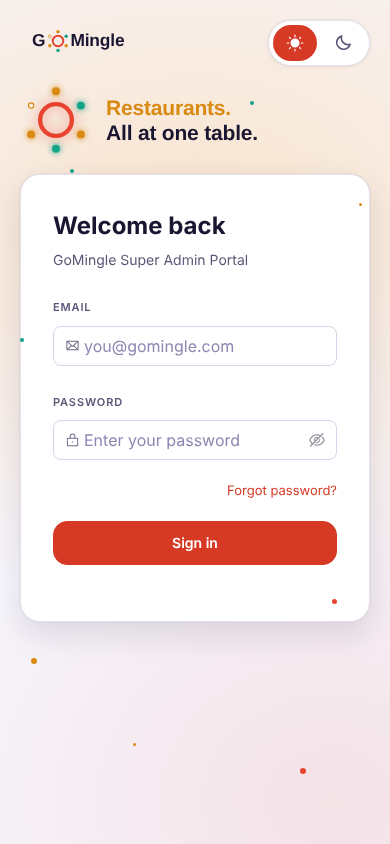 GoMingle
Restaurants.
All at one table.
Welcome back
GoMingle Super Admin Portal
EMAIL
you@gomingle.com
PASSWORD
Enter your password
Forgot password?
Sign in